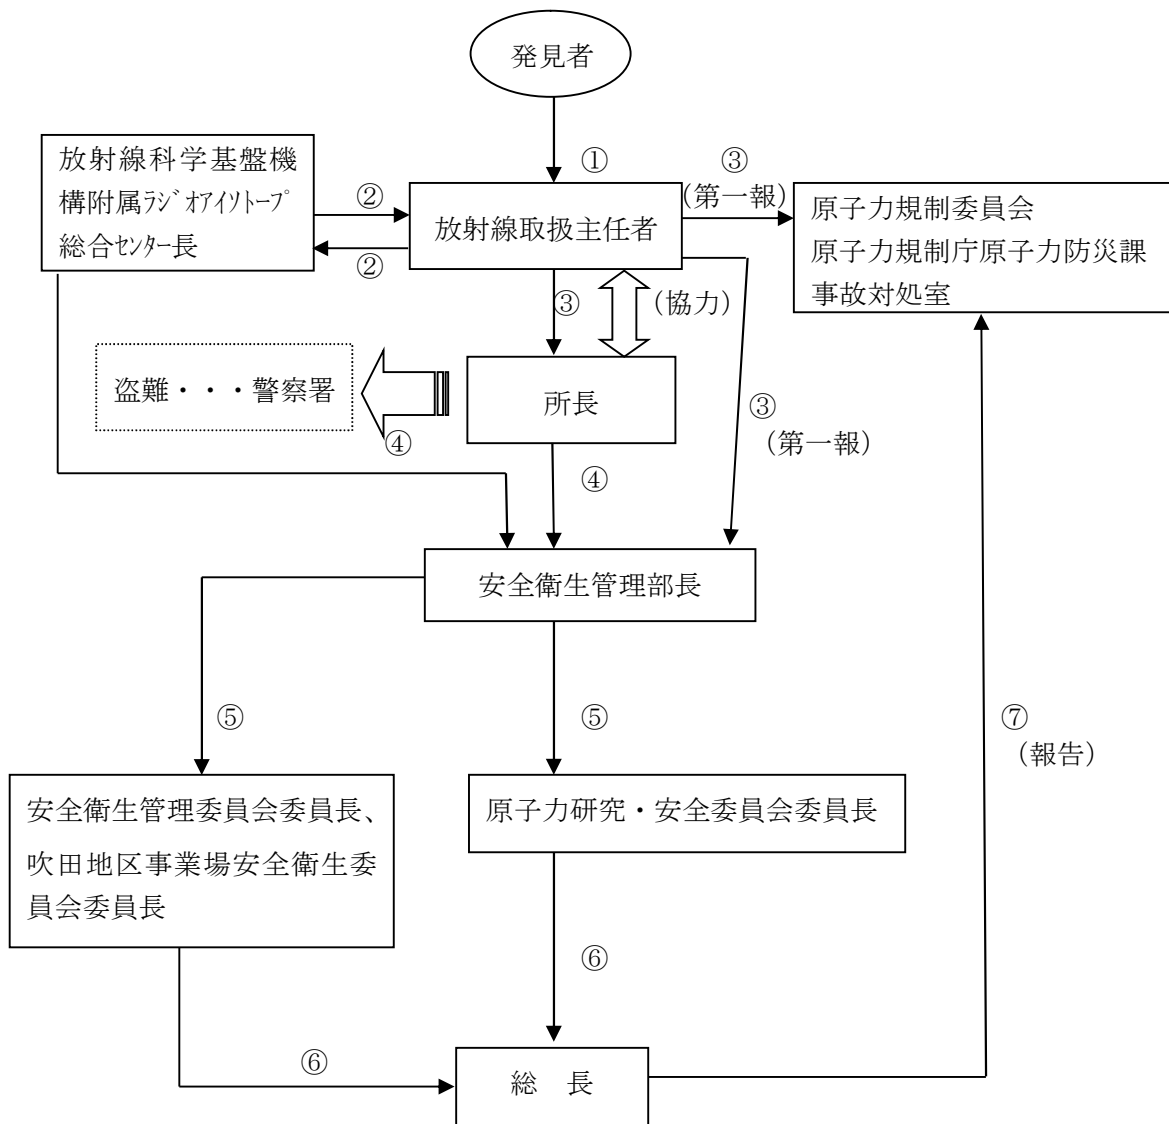 発見者
①
放射線科学基盤機
構附属ﾗｼﾞｵｱｲｿﾄｰﾌﾟ
総合ｾﾝﾀｰ長
②
②
放射線取扱主任者
③
(第一報)
原子力規制委員会
原子力規制庁原子力防災課
事故対処室
③
(協力)
盗難・・・警察署
④
所長
③
(第一報)
④
安全衛生管理部長
⑤
⑤
⑦
(報告)
安全衛生管理委員会委員長、
吹田地区事業場安全衛生委
員会委員長
原子力研究・安全委員会委員長
⑥
⑥
総　長